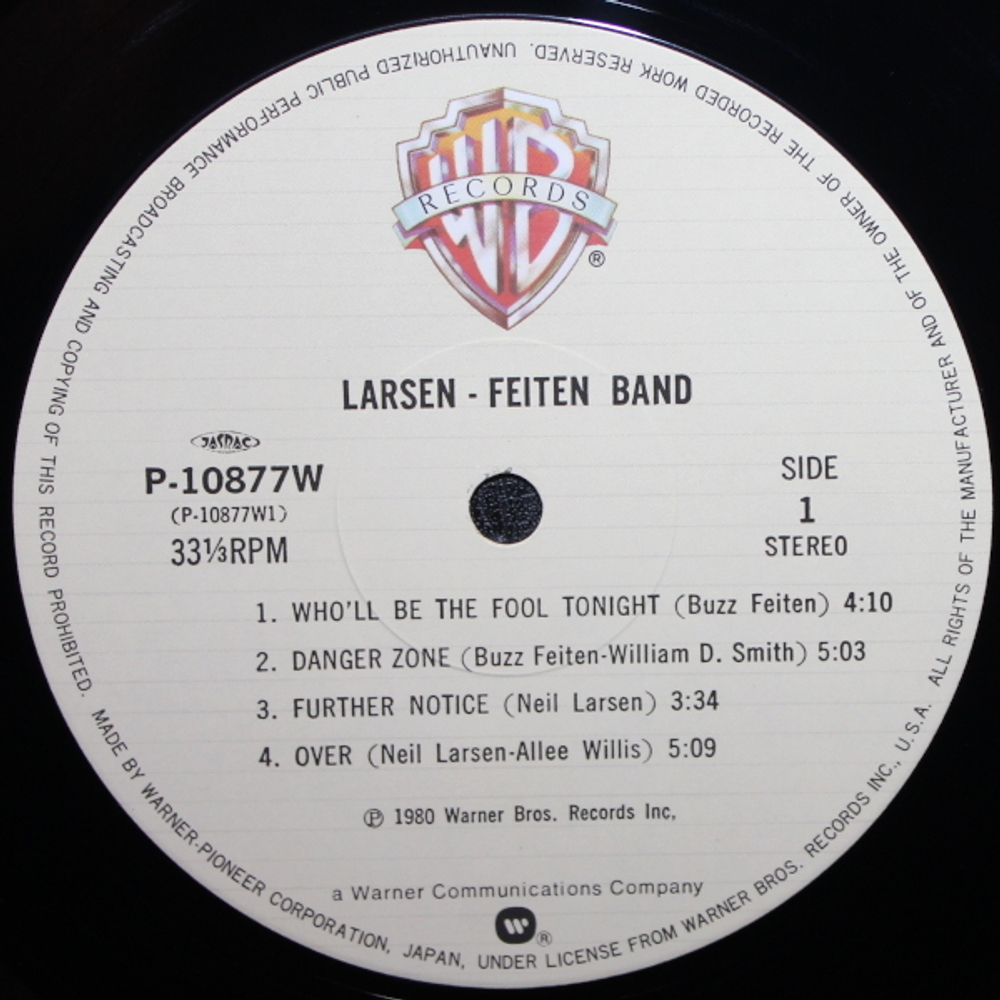 WB
RECORDS
®
LARSEN - FEITEN BAND
JASRAC
P-10877W
(P-10877W1)
33⅓RPM
SIDE
1
STEREO
1. WHO'LL BE THE FOOL TONIGHT (Buzz Feiten) 4:10
2. DANGER ZONE (Buzz Feiten-William D. Smith) 5:03
3. FURTHER NOTICE (Neil Larsen) 3:34
4. OVER (Neil Larsen-Allee Willis) 5:09
Ⓟ 1980 Warner Bros. Records Inc,
a Warner Communications Company
W ®
MADE BY WARNER-PIONEER CORPORATION, JAPAN, UNDER LICENSE FROM WARNER BROS. RECORDS INC., U.S.A. ALL RIGHTS OF THE MANUFACTURER AND OF THE OWNER OF THE RECORDED WORK RESERVED. UNAUTHORIZED PUBLIC PERFORMANCE BROADCASTING AND COPYING OF THIS RECORD PROHIBITED.